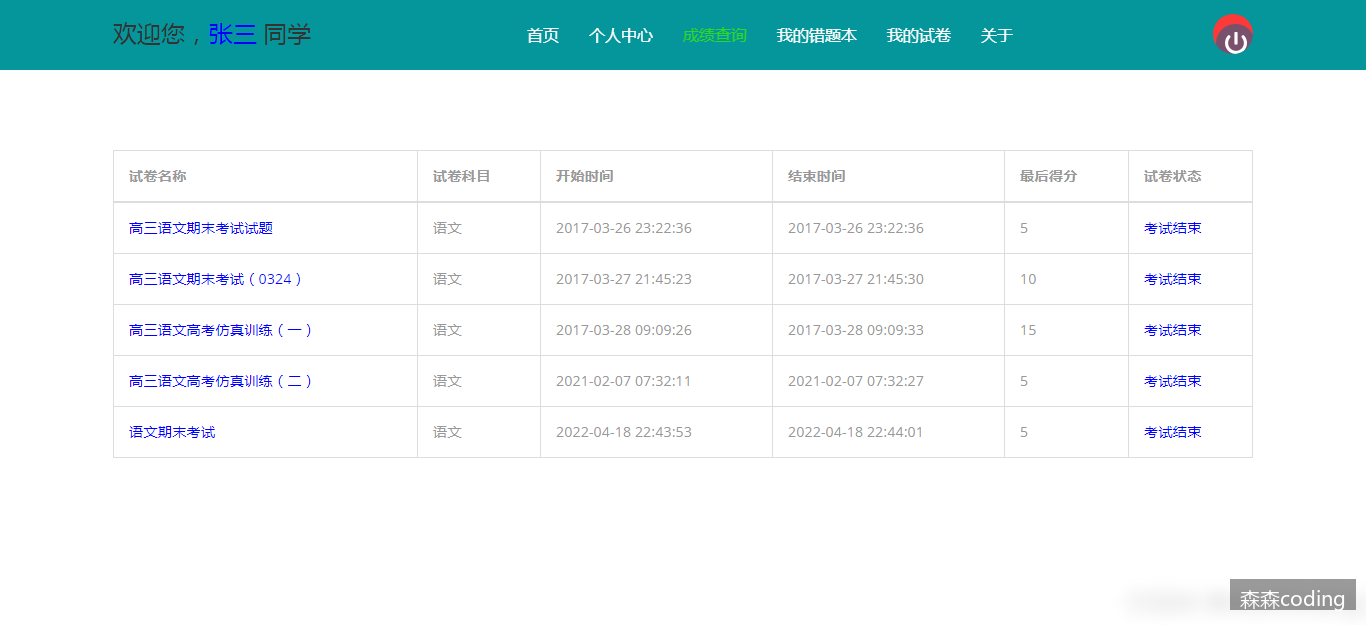 欢迎您，张三 同学 首页 个人中心 成绩查询 我的错题本 我的试卷 关于
试卷名称 试卷科目 开始时间 结束时间 最后得分 试卷状态
高三语文期末考试试题 语文 2017-03-26 23:22:36 2017-03-26 23:22:36 5 考试结束
高三语文期末考试（0324） 语文 2017-03-27 21:45:23 2017-03-27 21:45:30 10 考试结束
高三语文高考仿真训练（一） 语文 2017-03-28 09:09:26 2017-03-28 09:09:33 15 考试结束
高三语文高考仿真训练（二） 语文 2021-02-07 07:32:11 2021-02-07 07:32:27 5 考试结束
语文期末考试 语文 2022-04-18 22:43:53 2022-04-18 22:44:01 5 考试结束
森森coding